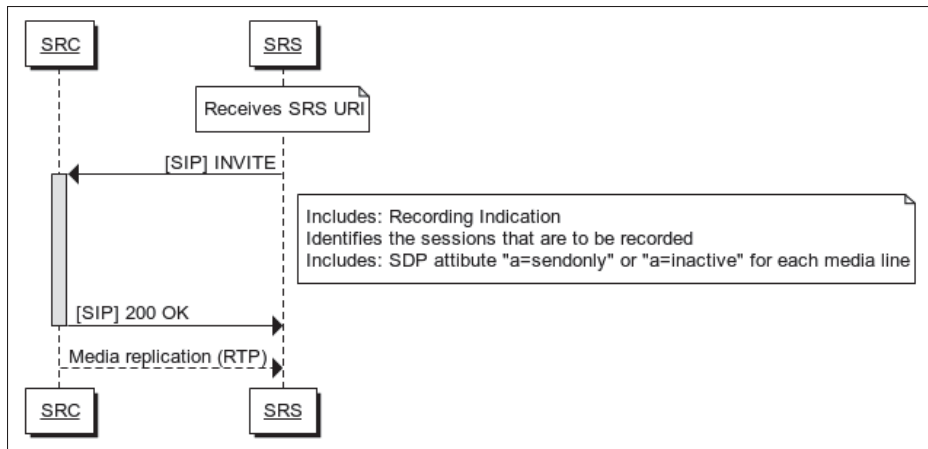 SRC
SRS
Receives SRS URI
[SIP] INVITE
Includes: Recording Indication
Identifies the sessions that are to be recorded
Includes: SDP attibute "a=sendonly" or "a=inactive" for each media line
[SIP] 200 OK
Media replication (RTP)
SRC
SRS